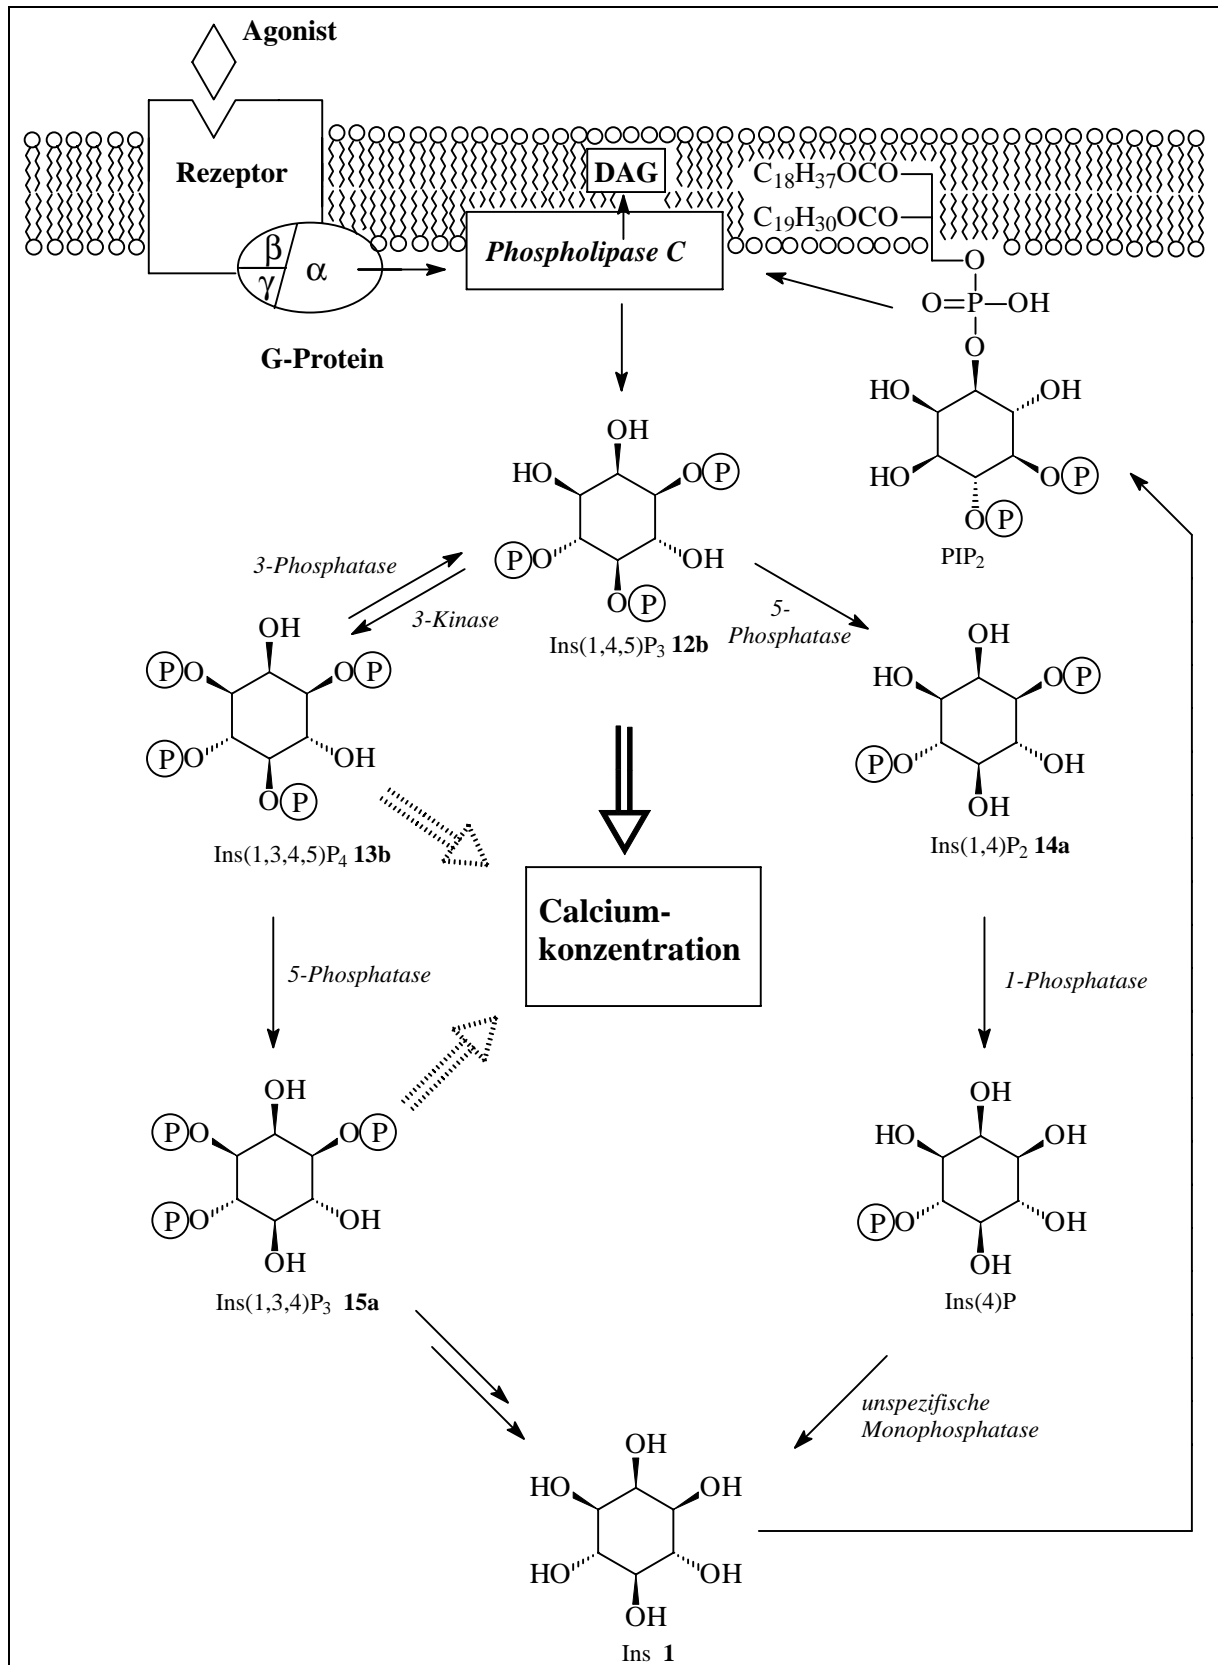 Agonist
Rezeptor
β
γ
α
G-Protein
DAG
Phospholipase C
C18H37OCO
C19H30OCO
O
O=P—OH
O
HO
OH
HO
OⓅ
OⓅ
PIP2
OH
HO
OⓅ
ⓅO
OH
OⓅ
Ins(1,4,5)P3 12b
3-Phosphatase
3-Kinase
5-
Phosphatase
OH
ⓅO
OⓅ
ⓅO
OH
OⓅ
Ins(1,3,4,5)P4 13b
OH
HO
OⓅ
ⓅO
OH
OH
Ins(1,4)P2 14a
Calcium-
konzentration
5-Phosphatase
1-Phosphatase
OH
ⓅO
OⓅ
ⓅO
OH
OH
Ins(1,3,4)P3 15a
OH
HO
OH
ⓅO
OH
OH
Ins(4)P
unspezifische
Monophosphatase
OH
HO
OH
HO
OH
OH
Ins 1